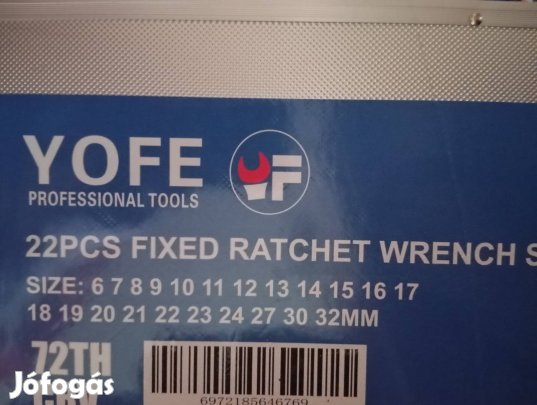 YOFE
PROFESSIONAL TOOLS
22PCS FIXED RATCHET WRENCH S
SIZE: 6 7 8 9 10 11 12 13 14 15 16 17
18 19 20 21 22 23 24 27 30 32MM
72TH
6972185646769
Jófogás